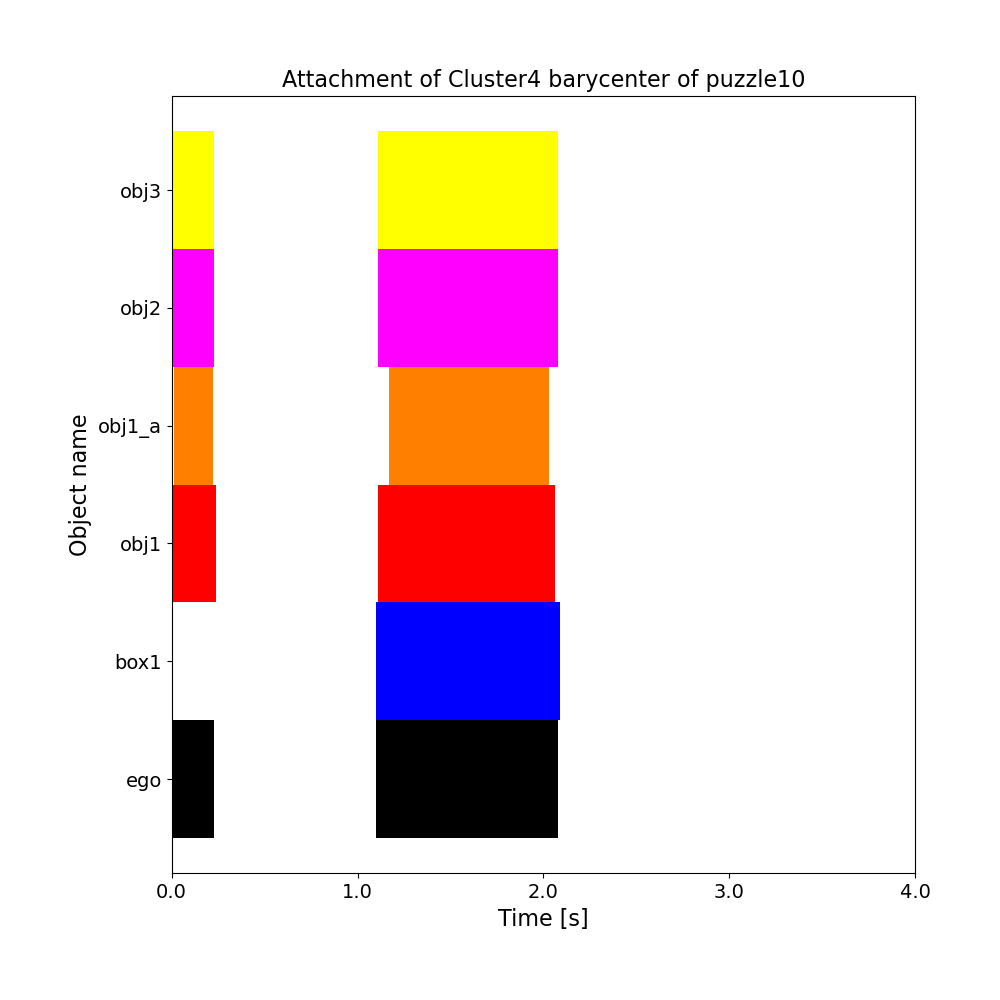 Attachment of Cluster4 barycenter of puzzle10
obj3
obj2
obj1_a
obj1
box1
ego
Object name
0.0 1.0 2.0 3.0 4.0
Time [s]